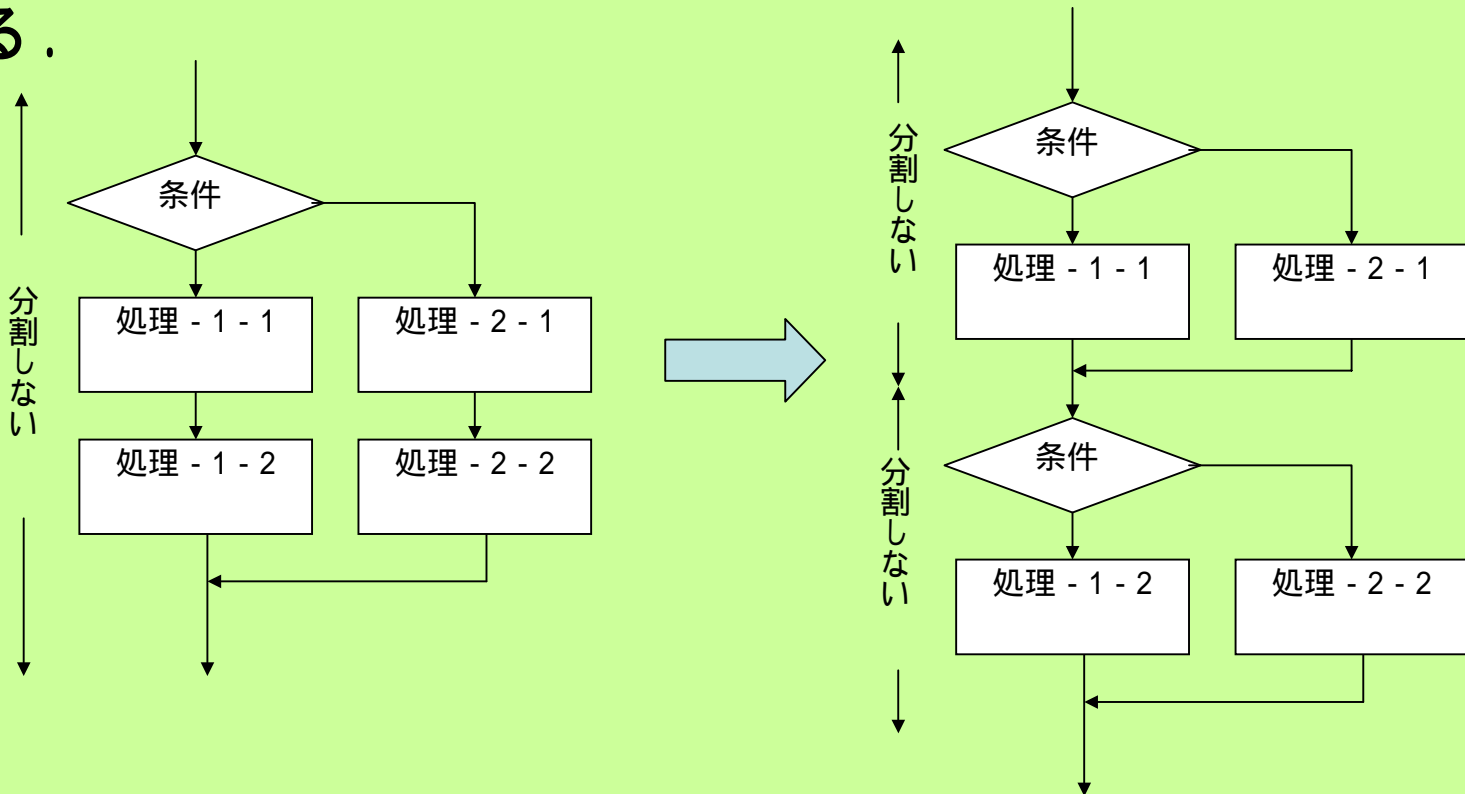 る.
分割しない
条件
処理 - 1 - 1
処理 - 2 - 1
処理 - 1 - 2
処理 - 2 - 2
分割しない
条件
処理 - 1 - 1
処理 - 2 - 1
分割しない
条件
処理 - 1 - 2
処理 - 2 - 2